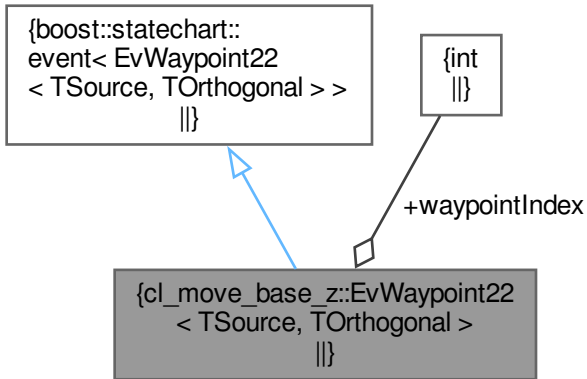 {boost::statechart::
event< EvWaypoint22
< TSource, TOrthogonal > >
||}
{int
||}
+waypointIndex
{cl_move_base_z::EvWaypoint22
< TSource, TOrthogonal >
||}